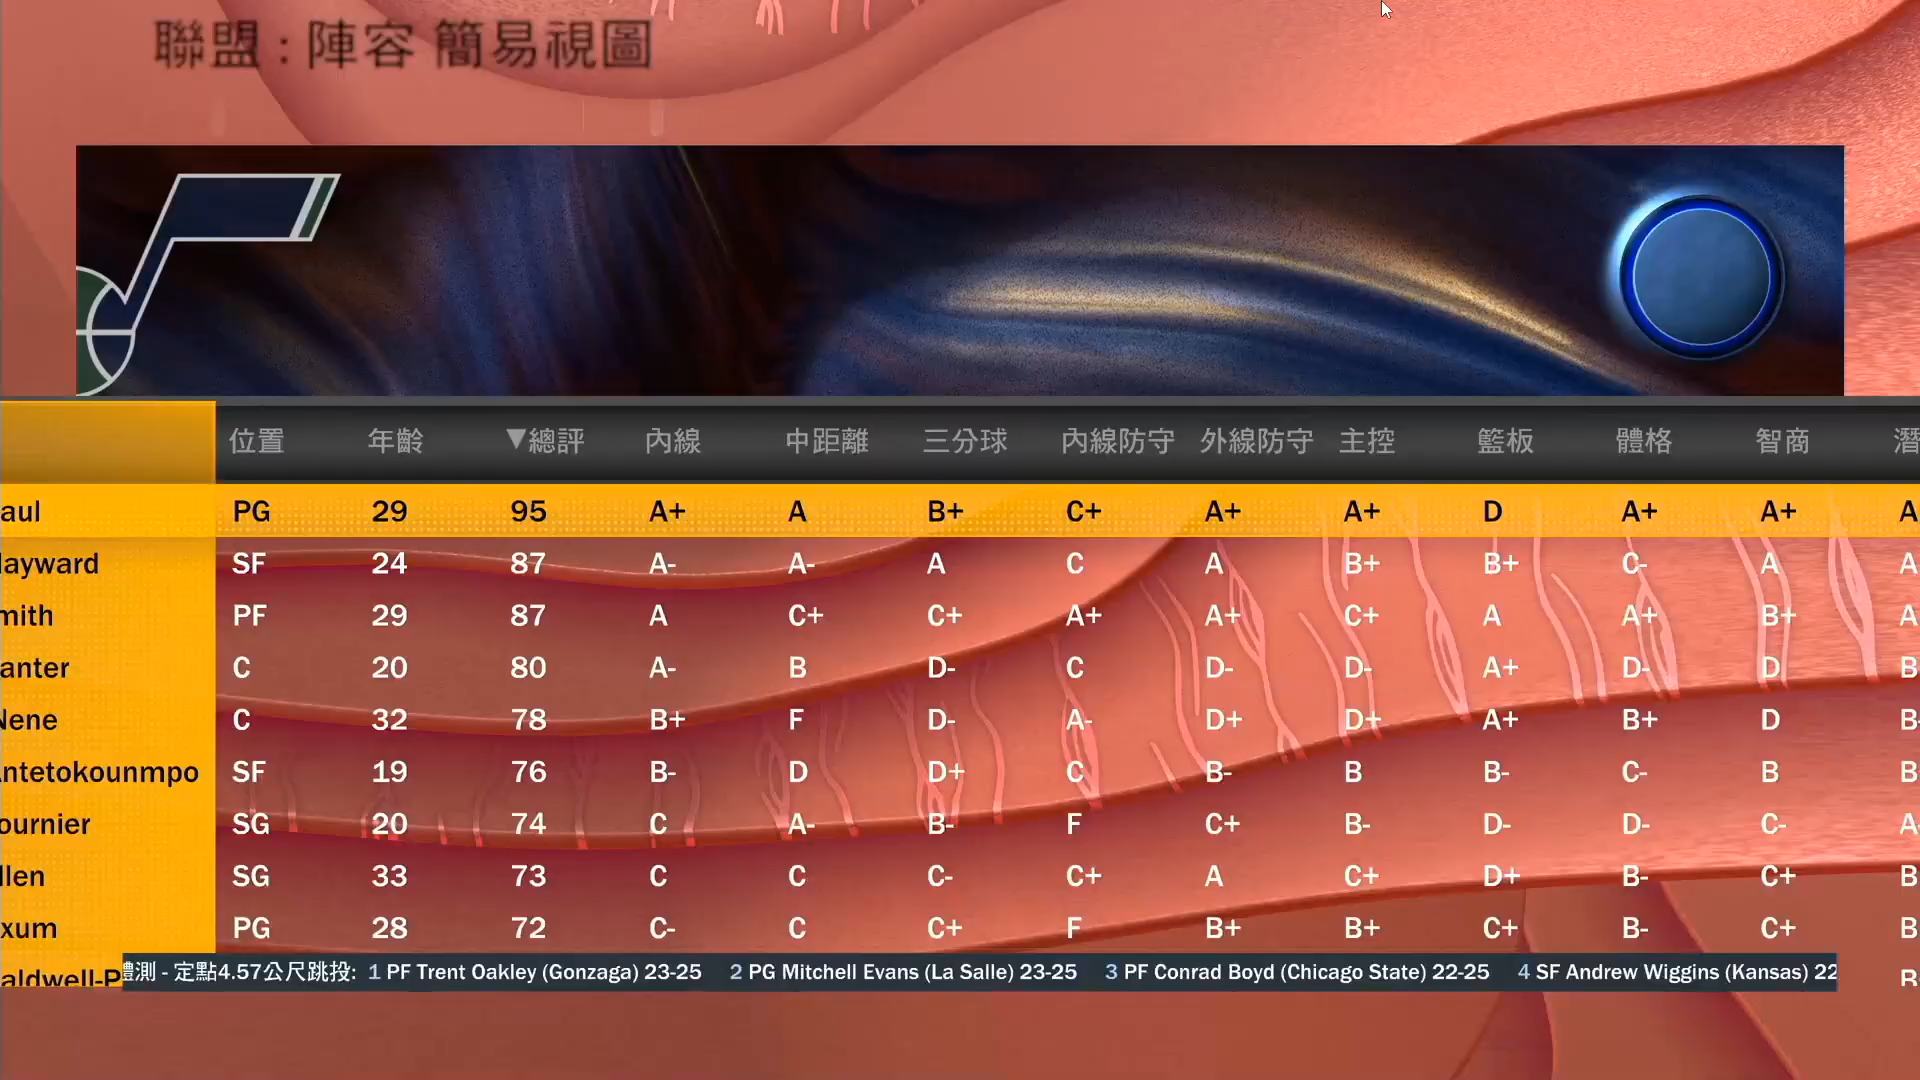 聯盟 : 陣容 簡易視圖
位置 年齡 ▼總評 內線 中距離 三分球 內線防守 外線防守 主控 籃板 體格 智商
aul PG 29 95 A+ A B+ C+ A+ A+ D A+ A+ A
ayward SF 24 87 A- A- A C A B+ B+ C- A A
mith PF 29 87 A C+ C+ A+ A+ C+ A A+ B+ A
anter C 20 80 A- B D- C D- D- A+ D- D B
Nene C 32 78 B+ F D- A- D+ D+ A+ B+ D B
ntetokounmpo SF 19 76 B- D D+ C B- B B- C- B B
ournier SG 20 74 C A- B- F C+ B- D- D- C- A
llen SG 33 73 C C C- C+ A C+ D+ B- C+ B
xum PG 28 72 C- C C+ F B+ B+ C+ B- C+ B
aldwell-P B
體測 - 定點4.57公尺跳投: 1 PF Trent Oakley (Gonzaga) 23-25 2 PG Mitchell Evans (La Salle) 23-25 3 PF Conrad Boyd (Chicago State) 22-25 4 SF Andrew Wiggins (Kansas) 22